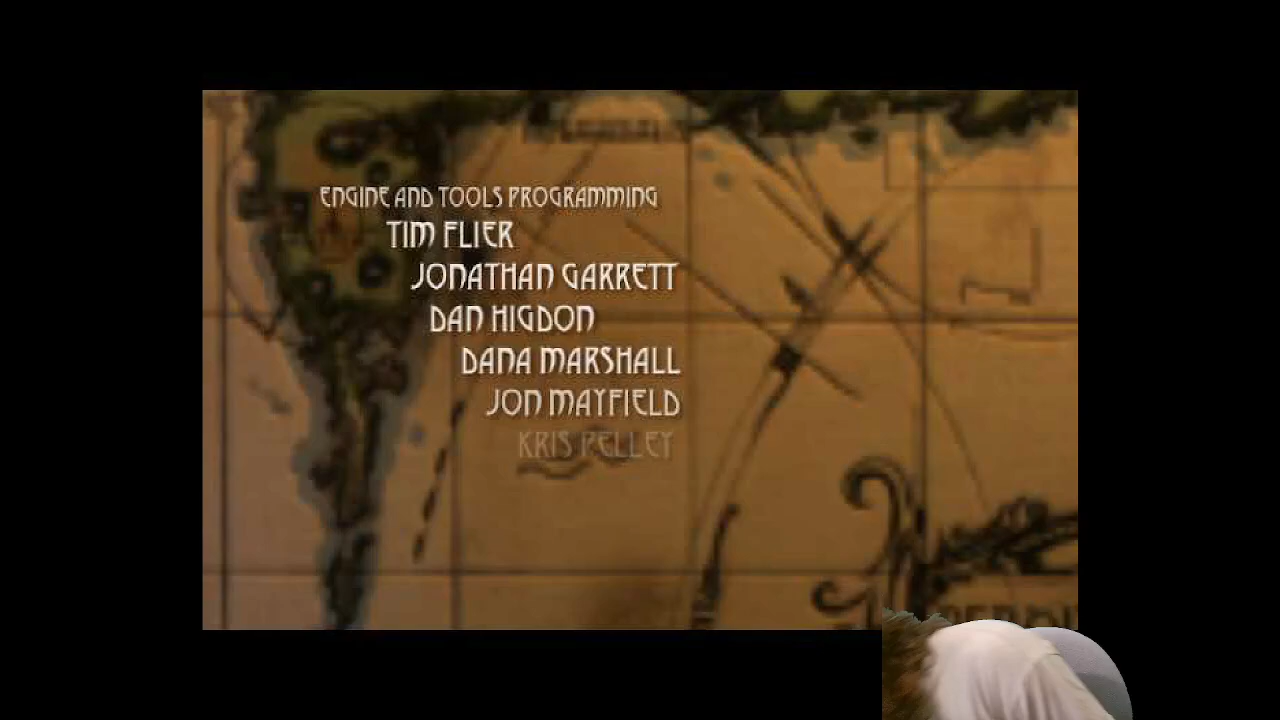 ENGINE AND TOOLS PROGRAMMING
TIM FLIER
JONATHAN GARRETT
DAN HIGDON
DANA MARSHALL
JON MAYFIELD
KRIS PELLEY